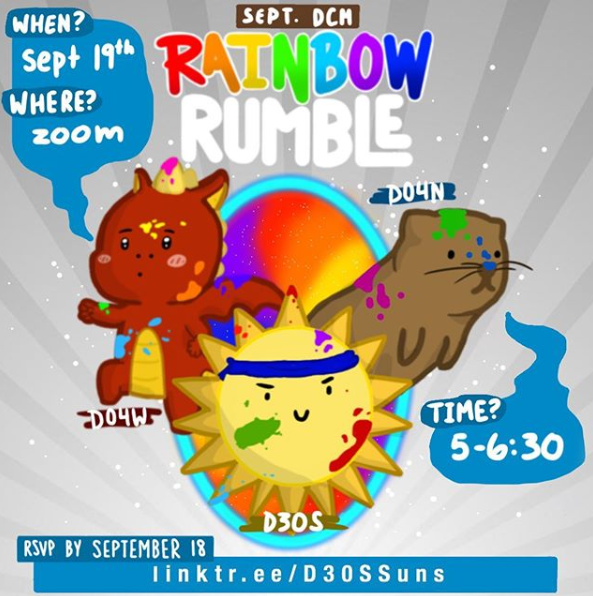 WHEN?
Sept 19th
WHERE?
zoom
SEPT. DCM
RAINBOW
RUMBLE
D04N
D04W
TIME?
5-6:30
D30S
RSVP BY SEPTEMBER 18
linktr.ee/D30SSuns